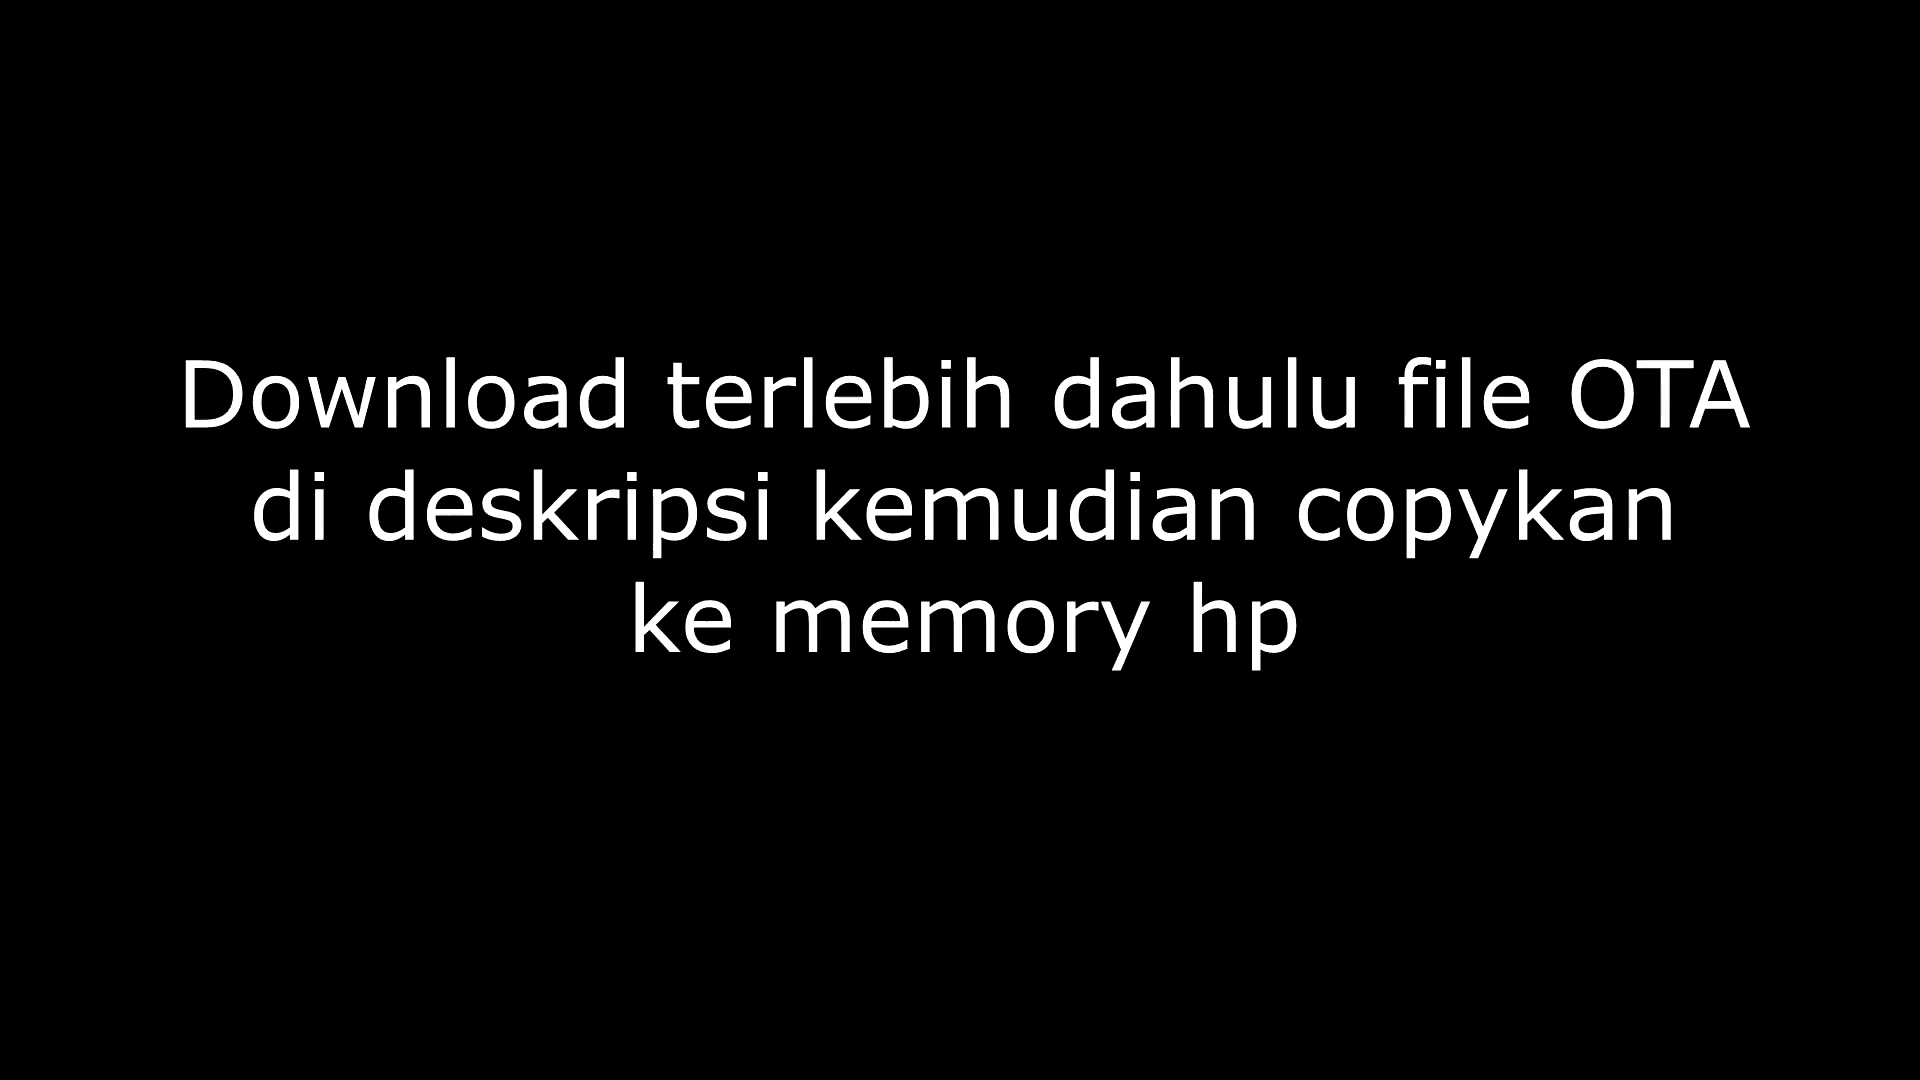 Download terlebih dahulu file OTA
di deskripsi kemudian copykan
ke memory hp